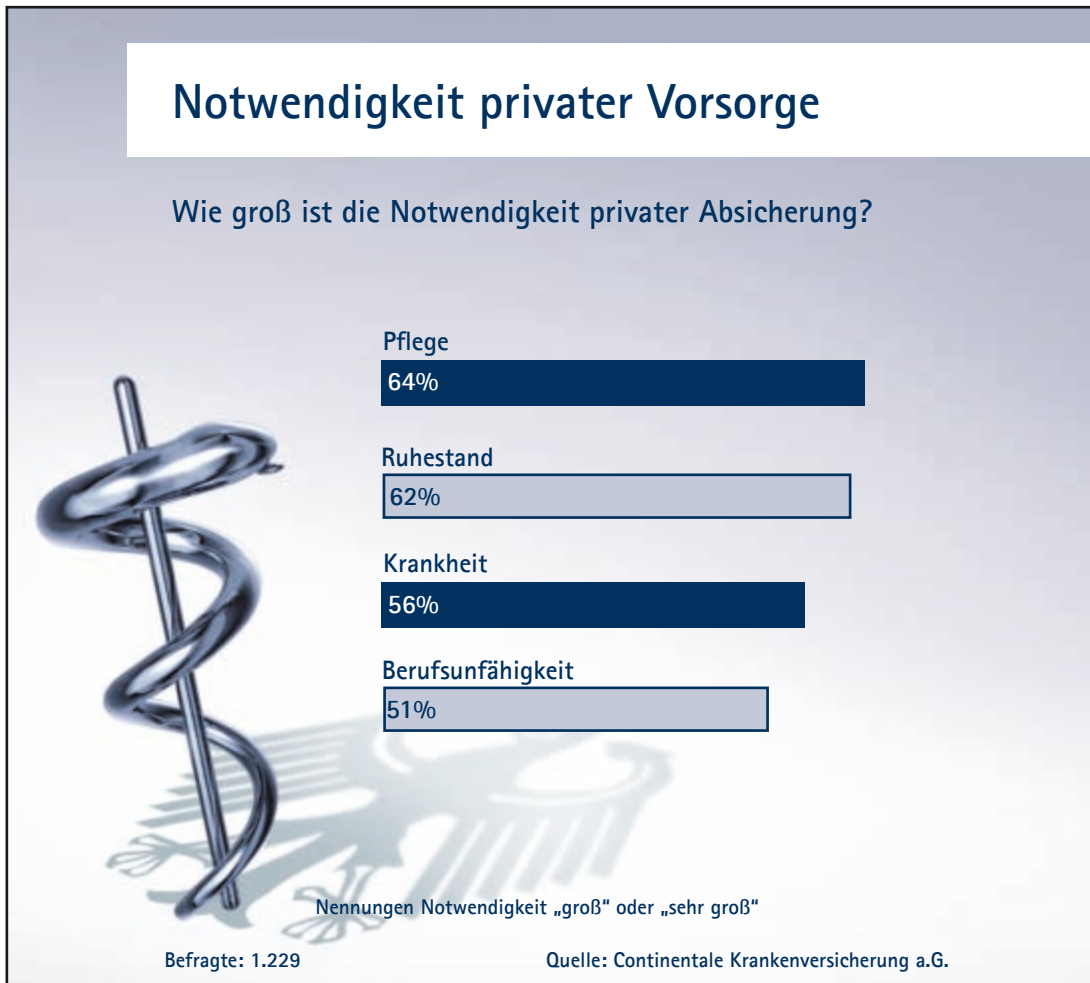 Notwendigkeit privater Vorsorge
Wie groß ist die Notwendigkeit privater Absicherung?
Pflege
64%
Ruhestand
62%
Krankheit
56%
Berufsunfähigkeit
51%
Nennungen Notwendigkeit „groß“ oder „sehr groß“
Befragte: 1.229 Quelle: Continentale Krankenversicherung a.G.